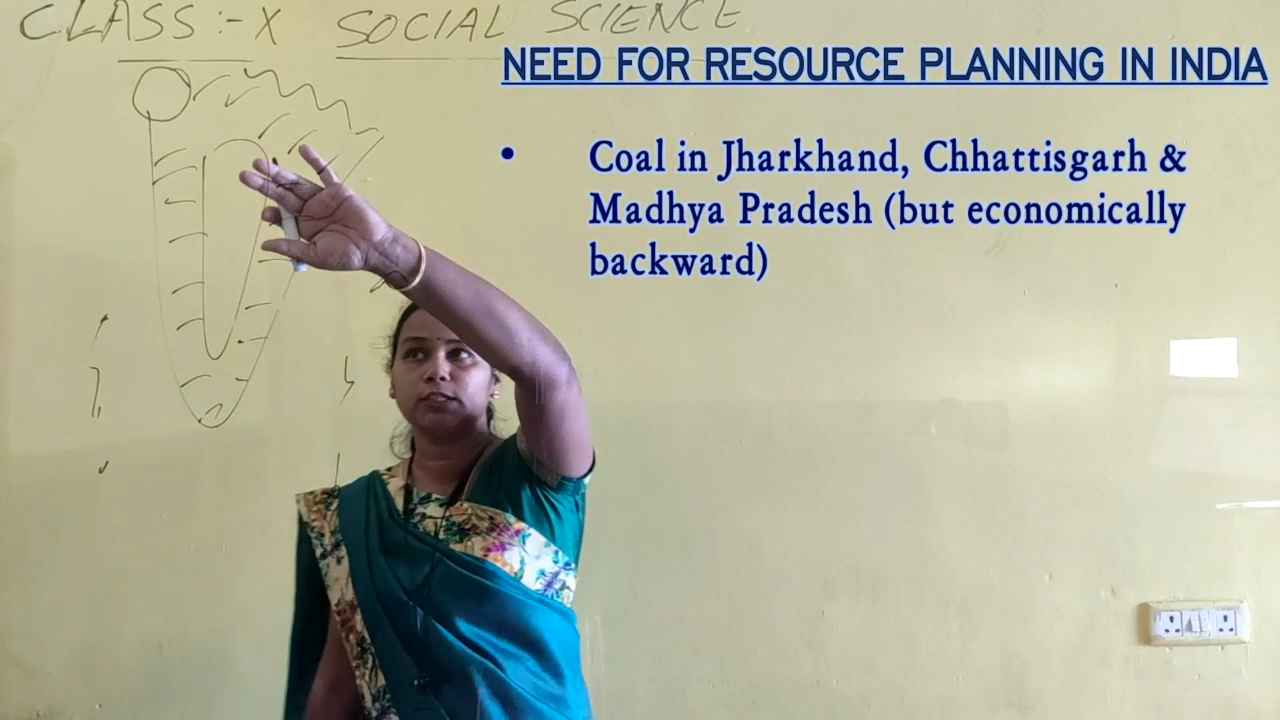 CLASS :- X SOCIAL SCIENCE
NEED FOR RESOURCE PLANNING IN INDIA
• Coal in Jharkhand, Chhattisgarh &
Madhya Pradesh (but economically
backward)